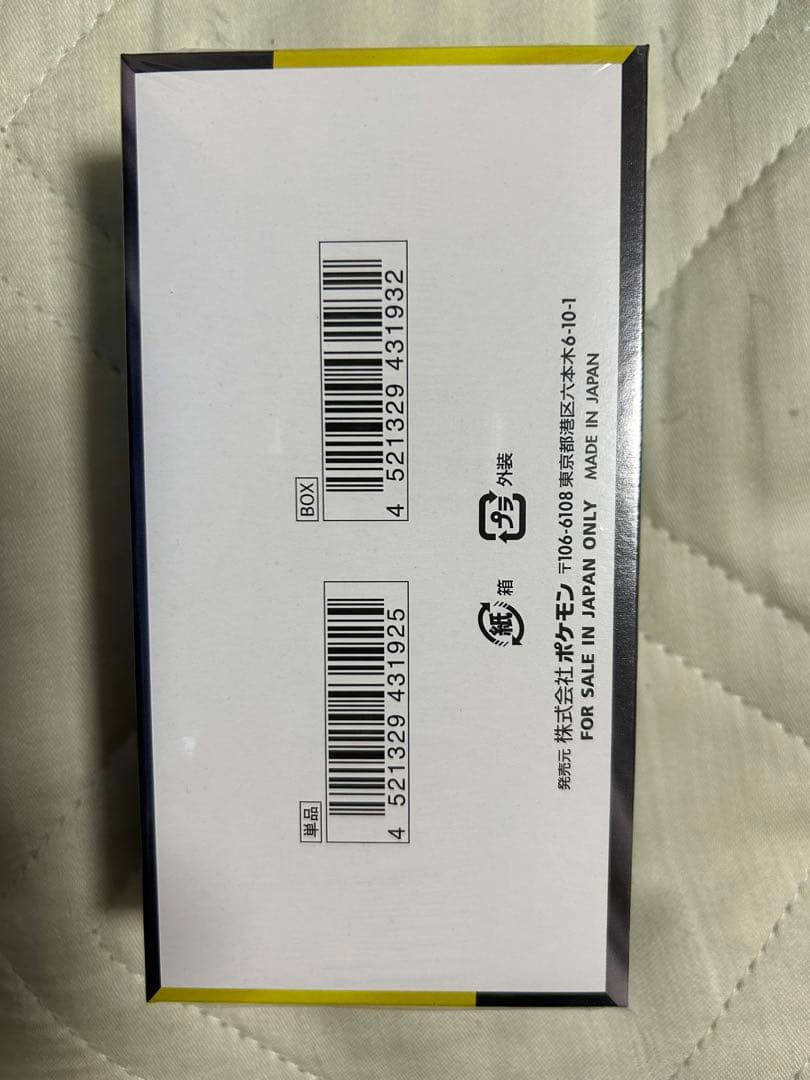 単品
4 521329 431925
BOX
4 521329 431932
紙 箱
プラ 外装
発売元 株式会社ポケモン 〒106-6108 東京都港区六本木6-10-1
FOR SALE IN JAPAN ONLY MADE IN JAPAN